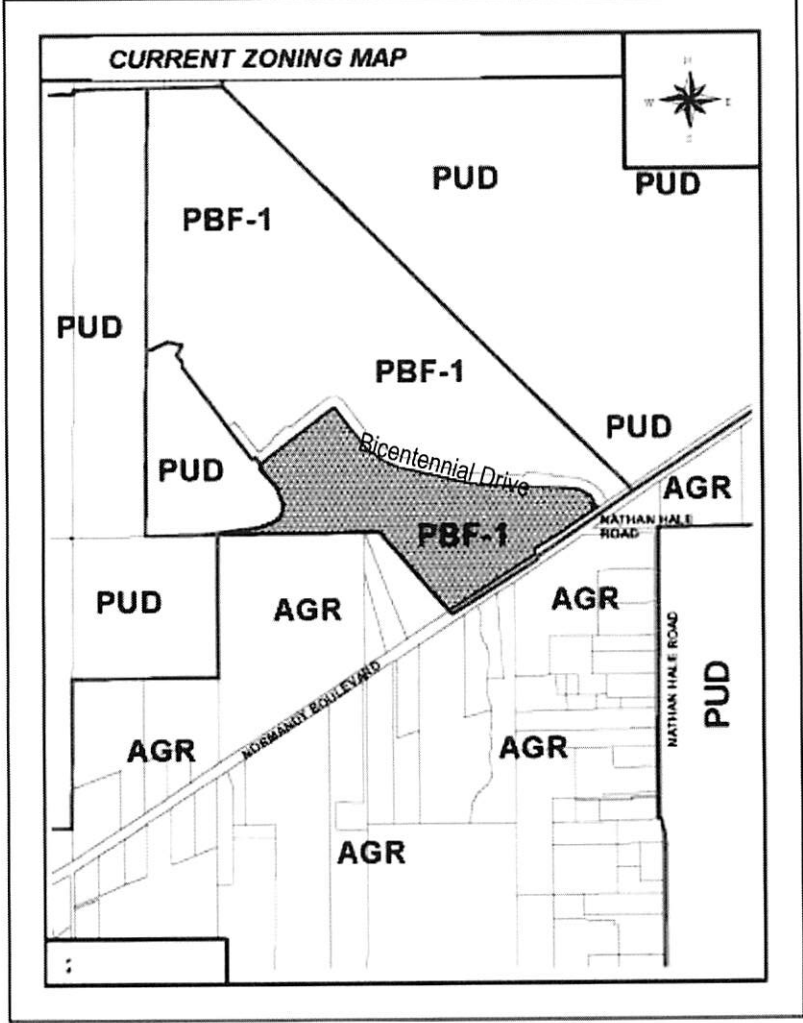 CURRENT ZONING MAP
N
W E
S
PUD
PUD
PBF-1
PUD
PBF-1
PUD
Bicentennial Drive
PUD
AGR
NATHAN HALE
ROAD
PBF-1
PUD
AGR
AGR
NATHAN HALE ROAD
PUD
NORMANDY BOULEVARD
AGR
AGR
AGR
: